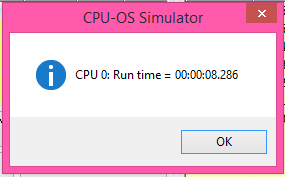 CPU-OS Simulator
CPU 0: Run time = 00:00:08.286
OK